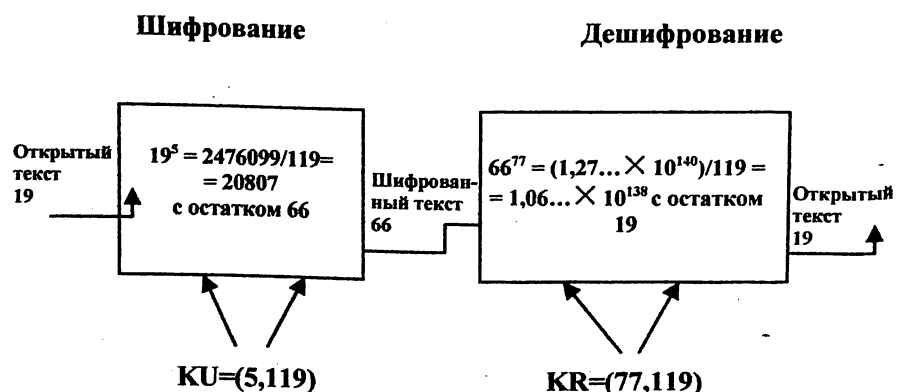 Шифрование
Дешифрование
Открытый
текст
19
19⁵ = 2476099/119=
= 20807
с остатком 66
Шифрован-
ный текст
66
66⁷⁷ = (1,27...× 10¹⁴⁰)/119 =
= 1,06...× 10¹³⁸ с остатком
19
Открытый
текст
19
KU=(5,119)
KR=(77,119)